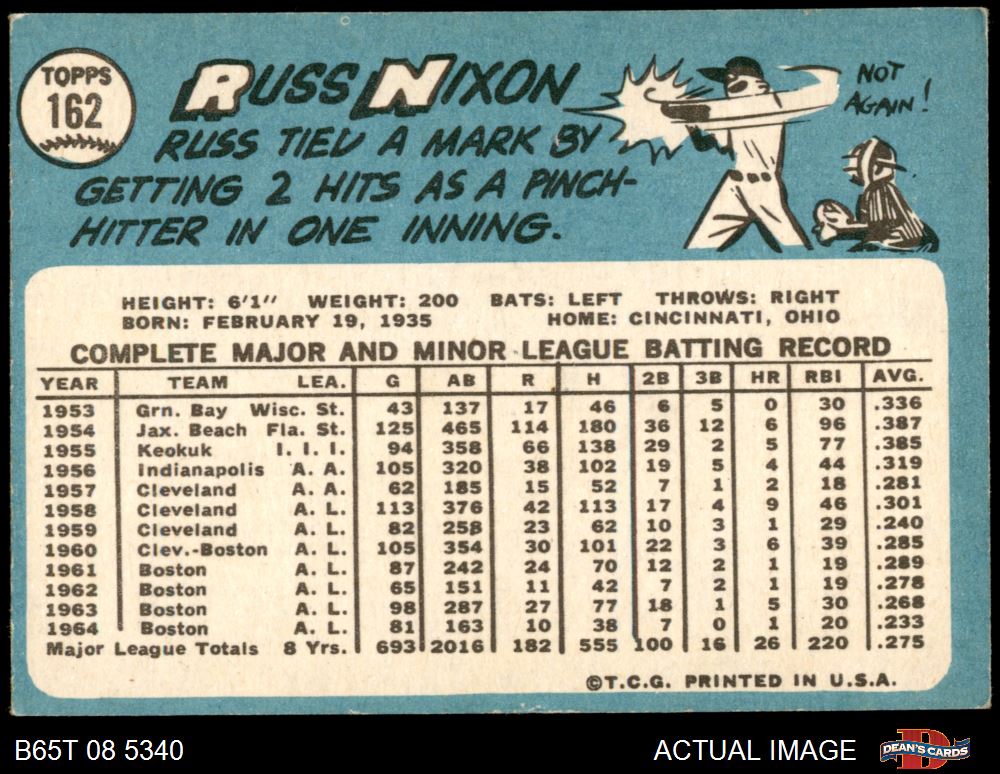 TOPPS
162
RUSS NIXON
RUSS TIED A MARK BY
GETTING 2 HITS AS A PINCH-
HITTER IN ONE INNING.
NOT
AGAIN!
HEIGHT: 6'1" WEIGHT: 200 BATS: LEFT THROWS: RIGHT
BORN: FEBRUARY 19, 1935 HOME: CINCINNATI, OHIO
COMPLETE MAJOR AND MINOR LEAGUE BATTING RECORD
YEAR TEAM LEA. G AB R H 2B 3B HR RBI AVG.
1953 Grn. Bay Wisc. St. 43 137 17 46 6 5 0 30 .336
1954 Jax. Beach Fla. St. 125 465 114 180 36 12 6 96 .387
1955 Keokuk I. I. I. 94 358 66 138 29 2 5 77 .385
1956 Indianapolis A. A. 105 320 38 102 19 5 4 44 .319
1957 Cleveland A. A. 62 185 15 52 7 1 2 18 .281
1958 Cleveland A. L. 113 376 42 113 17 4 9 46 .301
1959 Cleveland A. L. 82 258 23 62 10 3 1 29 .240
1960 Clev.-Boston A. L. 105 354 30 101 22 3 6 39 .285
1961 Boston A. L. 87 242 24 70 12 2 1 19 .289
1962 Boston A. L. 65 151 11 42 7 2 1 19 .278
1963 Boston A. L. 98 287 27 77 18 1 5 30 .268
1964 Boston A. L. 81 163 10 38 7 0 1 20 .233
Major League Totals 8 Yrs. 693 2016 182 555 100 16 26 220 .275
©T.C.G. PRINTED IN U.S.A.
B65T 08 5340 ACTUAL IMAGE DEAN'S CARDS